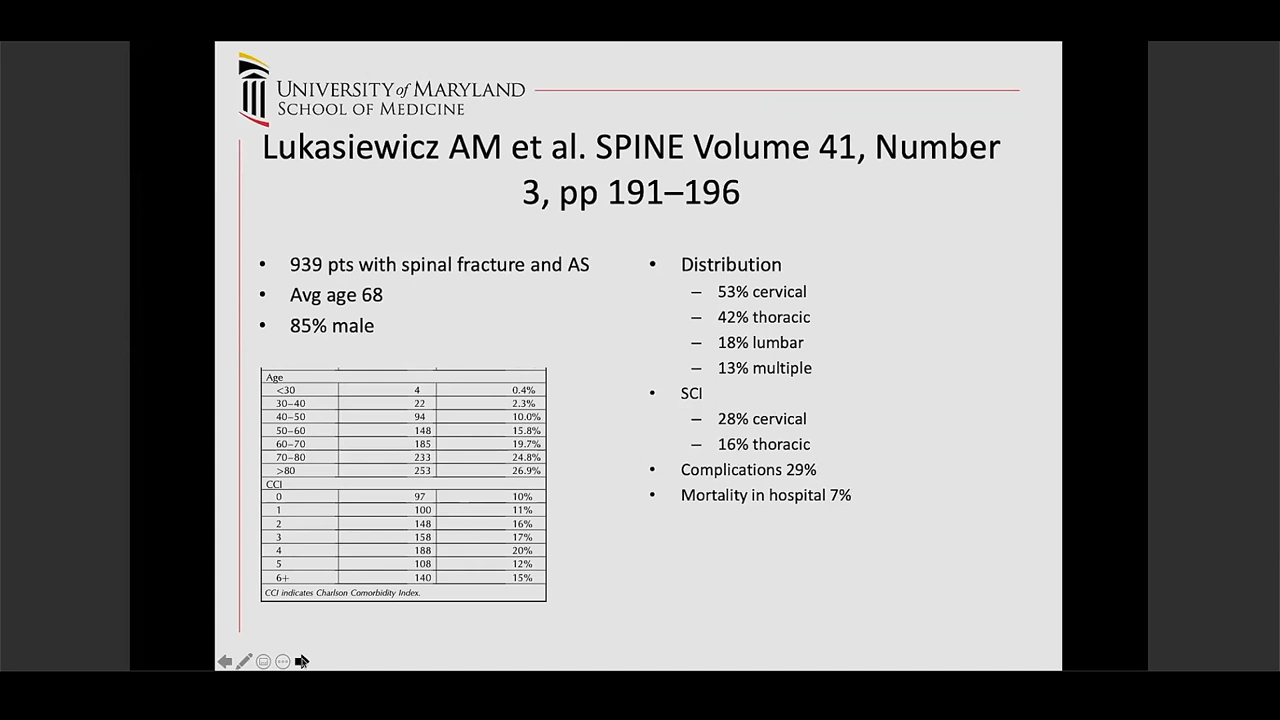 UNIVERSITY of MARYLAND
SCHOOL OF MEDICINE
Lukasiewicz AM et al. SPINE Volume 41, Number
3, pp 191–196
• 939 pts with spinal fracture and AS
• Avg age 68
• 85% male
Age
<30 4 0.4%
30–40 22 2.3%
40–50 94 10.0%
50–60 148 15.8%
60–70 185 19.7%
70–80 233 24.8%
>80 253 26.9%
CCI
0 97 10%
1 100 11%
2 148 16%
3 158 17%
4 188 20%
5 108 12%
6+ 140 15%
CCI indicates Charlson Comorbidity Index.
• Distribution
– 53% cervical
– 42% thoracic
– 18% lumbar
– 13% multiple
• SCI
– 28% cervical
– 16% thoracic
• Complications 29%
• Mortality in hospital 7%